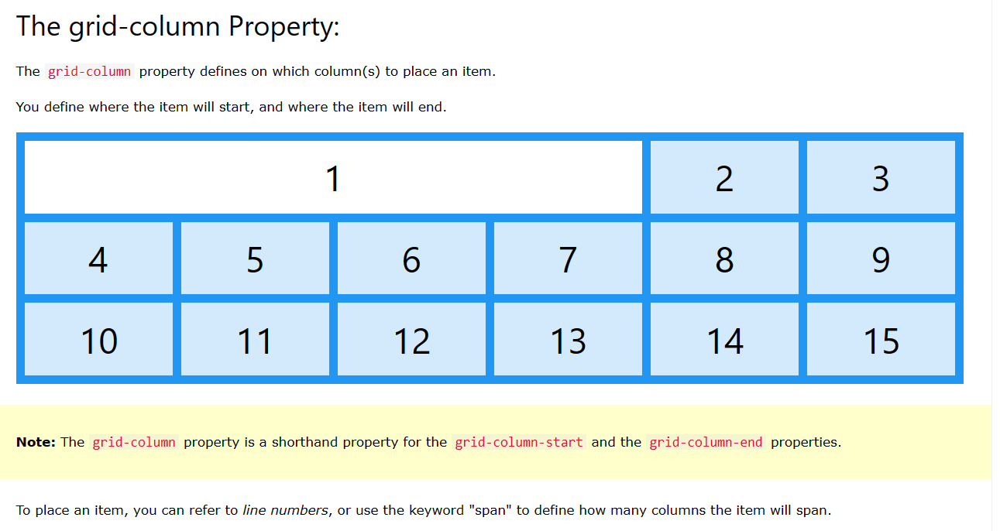 The grid-column Property:
The grid-column property defines on which column(s) to place an item.
You define where the item will start, and where the item will end.
1 2 3
4 5 6 7 8 9
10 11 12 13 14 15
Note: The grid-column property is a shorthand property for the grid-column-start and the grid-column-end properties.
To place an item, you can refer to line numbers, or use the keyword "span" to define how many columns the item will span.